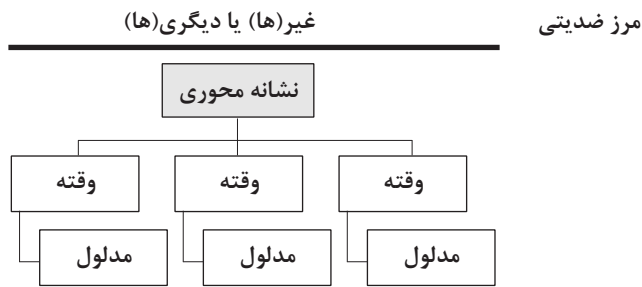 مرز ضدیتی غیر(ها) یا دیگری(ها)
نشانه محوری
وقته وقته وقته
مدلول مدلول مدلول